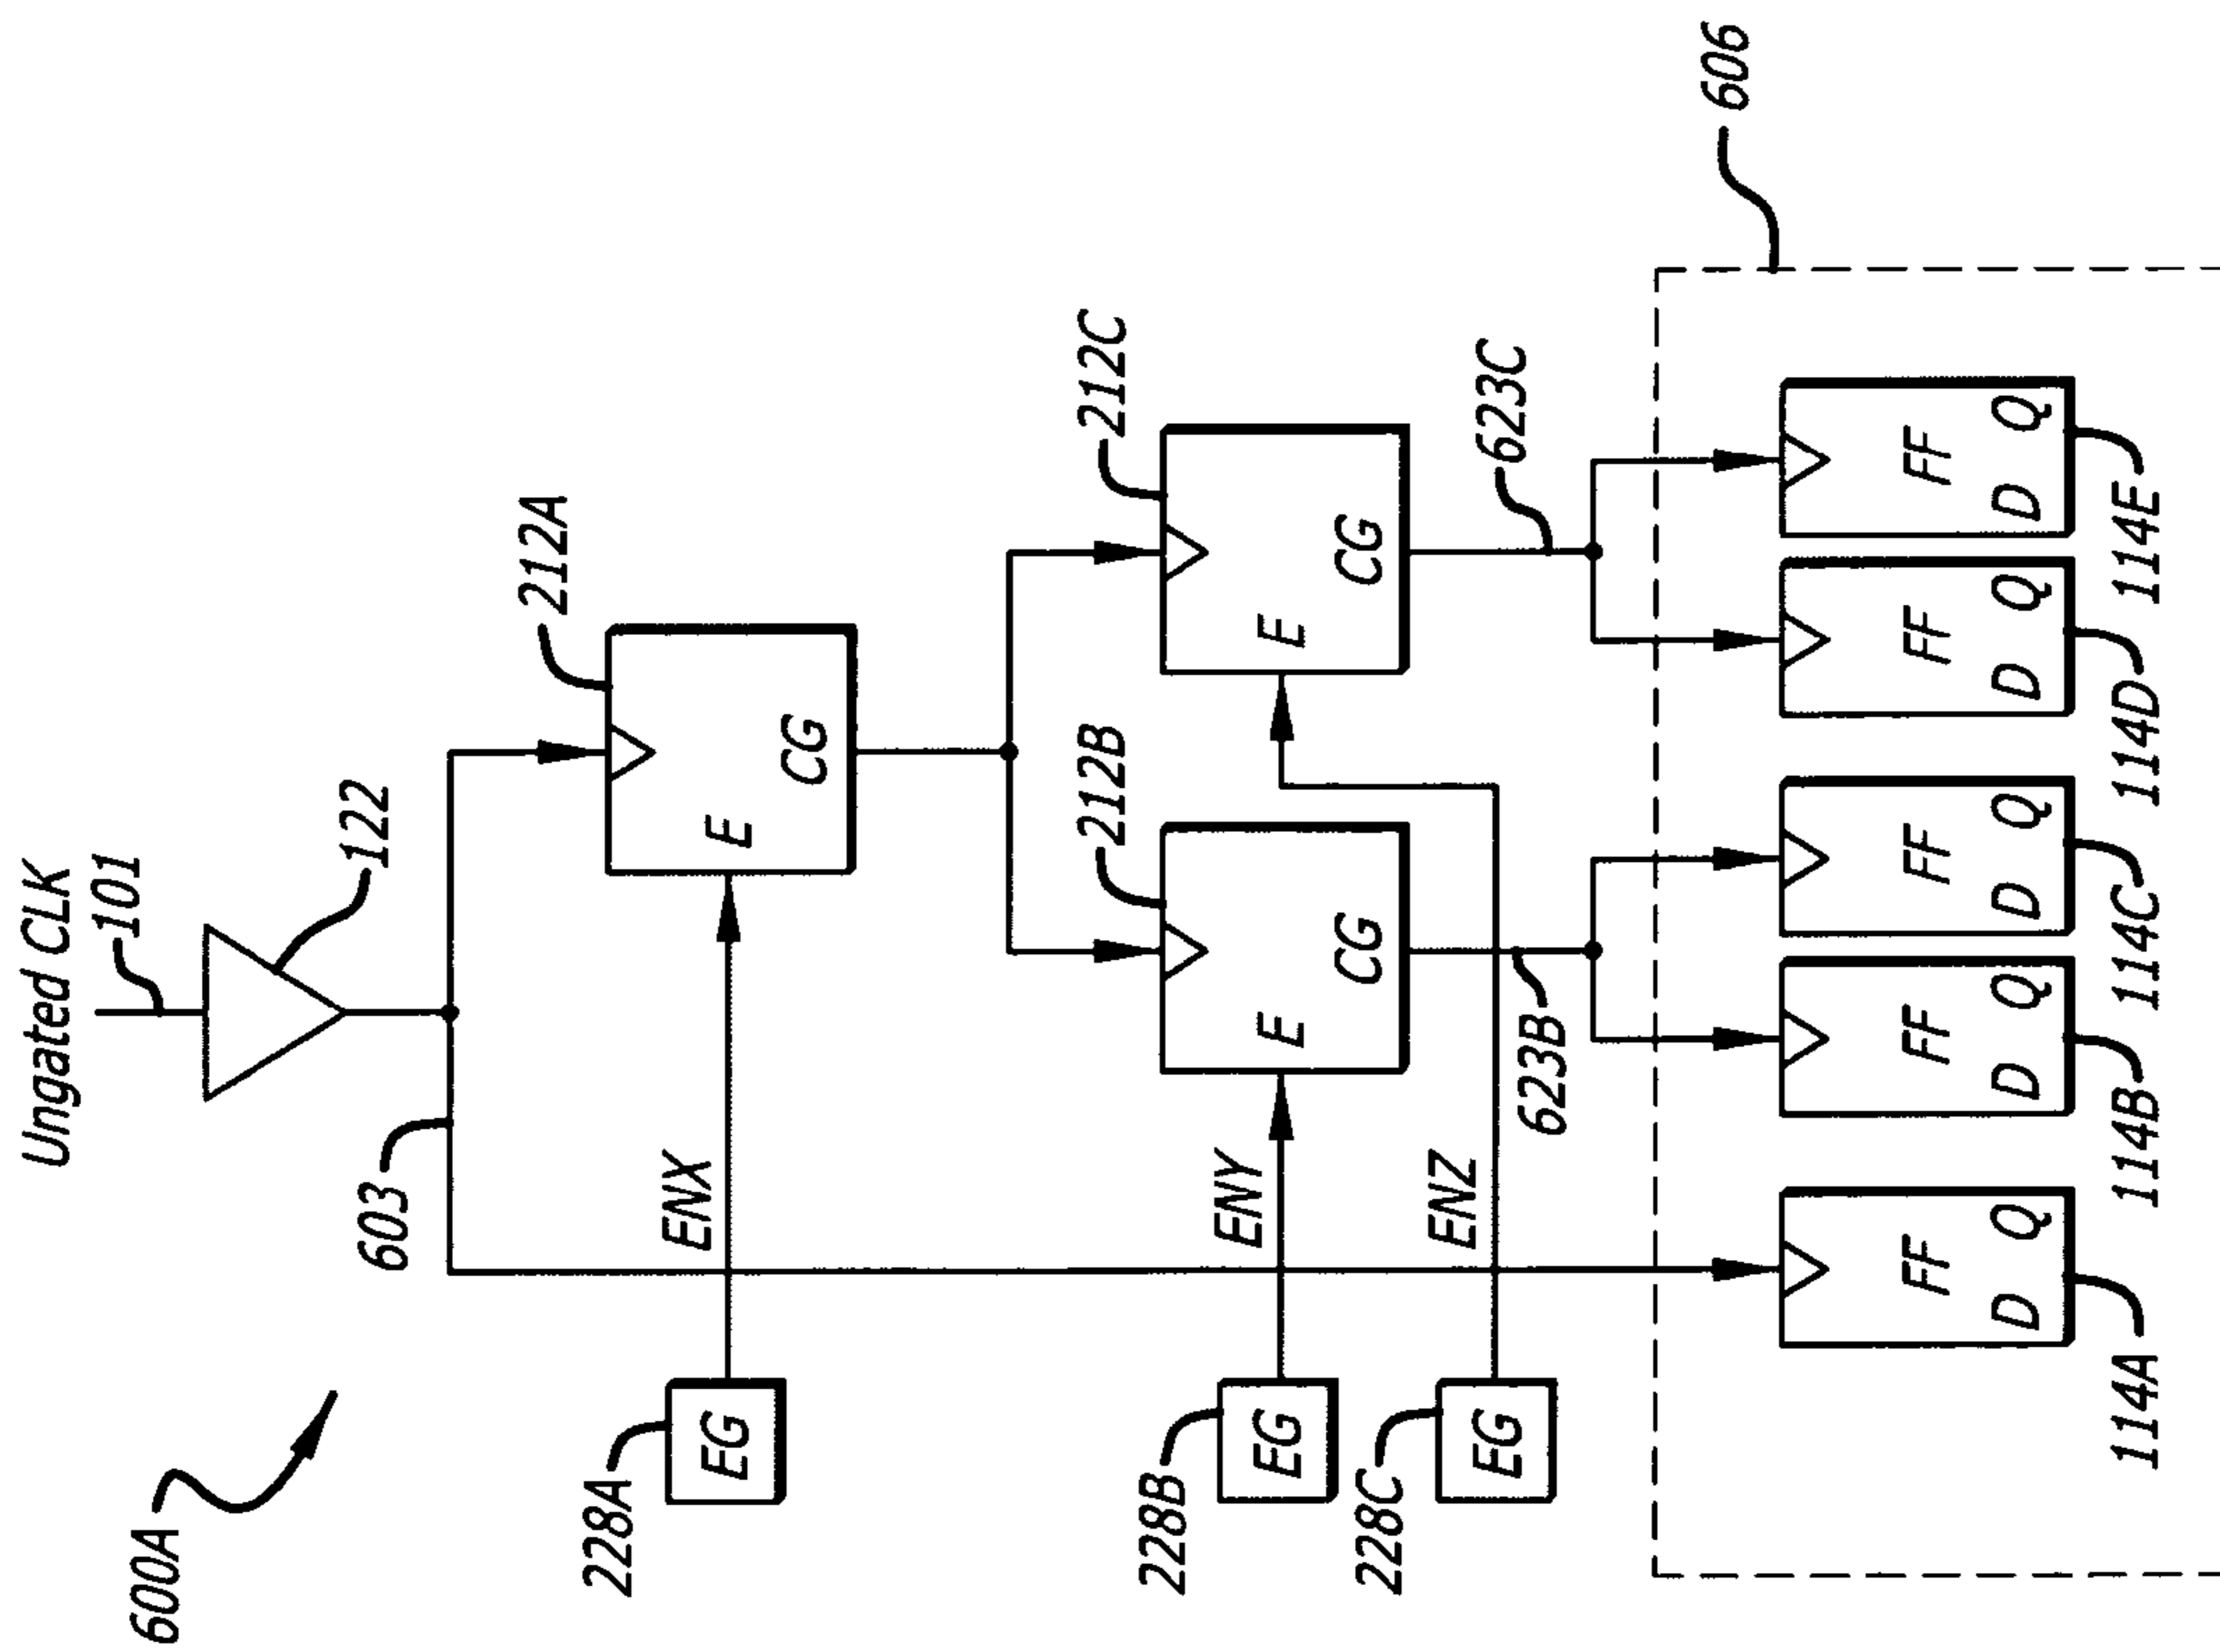 Ungated CLK
101
122
603
600A
212A
E
CG
ENX
EG
228A
212B
212C
E
CG
E
CG
ENY
EG
228B
ENZ
EG
228C
623B
623C
606
FF
D Q
FF
D Q
FF
D Q
FF
D Q
FF
D Q
114A
114B
114C
114D
114E